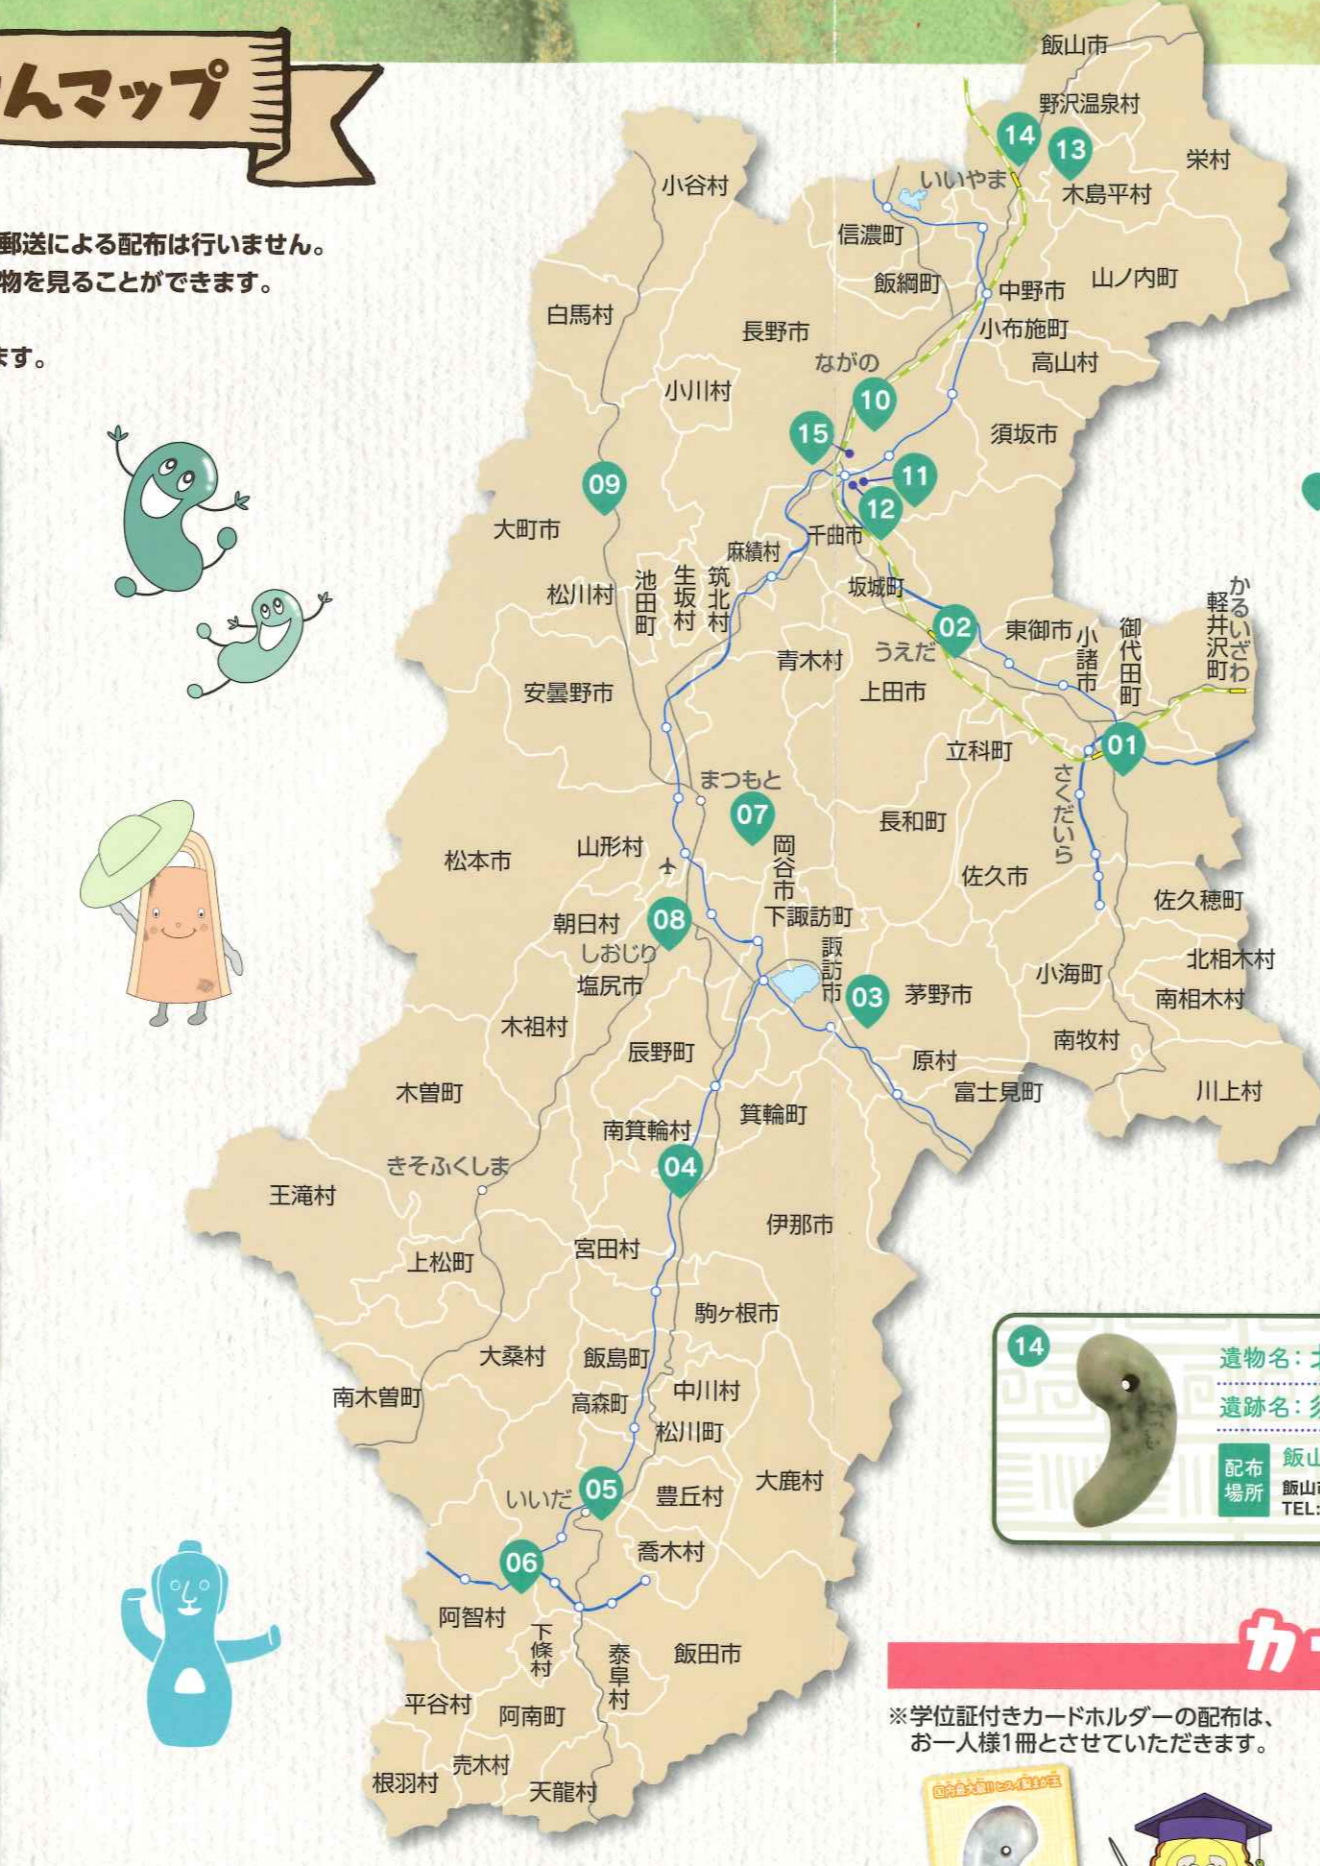 んマップ
郵送による配布は行いません。
物を見ることができます。
ます。
飯山市
野沢温泉村
14
13
栄村
いいやま
木島平村
小谷村
信濃町
飯綱町
中野市
山ノ内町
白馬村
長野市
小布施町
ながの
高山村
小川村
10
15
須坂市
09
11
12
大町市
千曲市
麻績村
松川村
池田町
生坂村
筑北村
坂城町
02
うえだ
東御市
小諸市
御代田町
軽井沢町
かるいざわ
青木村
上田市
安曇野市
立科町
01
さくだいら
まつもと
07
長和町
松本市
山形村
岡谷市
佐久市
佐久穂町
朝日村
08
下諏訪町
しおじり
諏訪市
塩尻市
03
茅野市
小海町
北相木村
南相木村
木祖村
辰野町
南牧村
原村
富士見町
川上村
木曽町
箕輪町
南箕輪村
きそふくしま
04
王滝村
伊那市
上松町
宮田村
駒ヶ根市
大桑村
飯島町
南木曽町
高森町
中川村
松川町
大鹿村
いいだ
05
豊丘村
06
喬木村
阿智村
下條村
泰阜村
飯田市
平谷村
阿南町
売木村
根羽村
天龍村
14
遺物名：
遺跡名：
配布場所
飯山
飯山市
TEL:
カ
※学位証付きカードホルダーの配布は、
お一人様1冊とさせていただきます。
国内最大級!! ヒスイ製まが玉